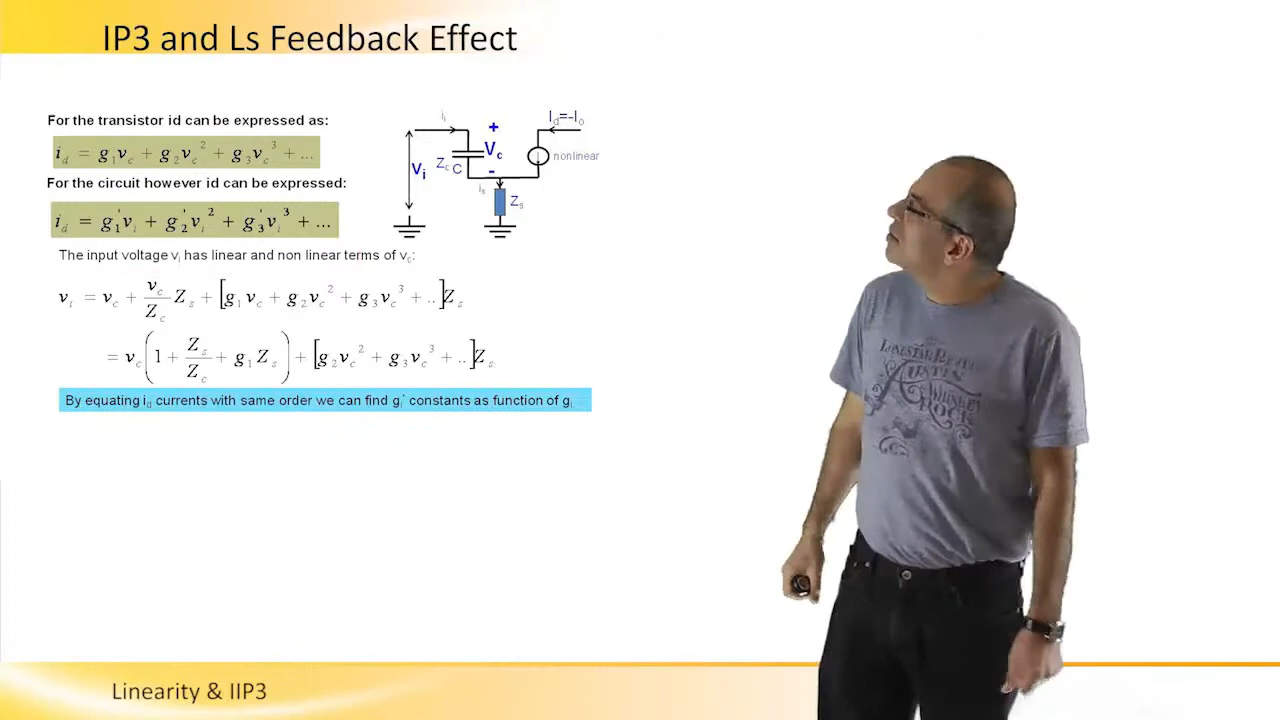 IP3 and Ls Feedback Effect
For the transistor id can be expressed as:
i_d = g_1 v_c + g_2 v_c^2 + g_3 v_c^3 + ...
For the circuit however id can be expressed:
i_d = g_1' v_i + g_2' v_i^2 + g_3' v_i^3 + ...
i_i
I_d=-I_o
+
V_c
-
V_i
Z_c C
nonlinear
i_s
Z_s
The input voltage v_i has linear and non linear terms of v_c:
v_i = v_c + v_c/Z_c Z_s + [g_1 v_c + g_2 v_c^2 + g_3 v_c^3 + ..]Z_s
= v_c (1 + Z_s/Z_c + g_1 Z_s) + [g_2 v_c^2 + g_3 v_c^3 + ..]Z_s
By equating i_d currents with same order we can find g_i' constants as function of g_i
LONESTAR
AUSTIN
WHISKEY
ROCK
Linearity & IIP3